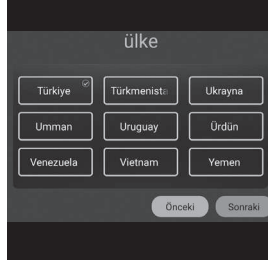 ülke
Türkiye Türkmenista Ukrayna
Umman Uruguay Ürdün
Venezuela Vietnam Yemen
Önceki Sonraki